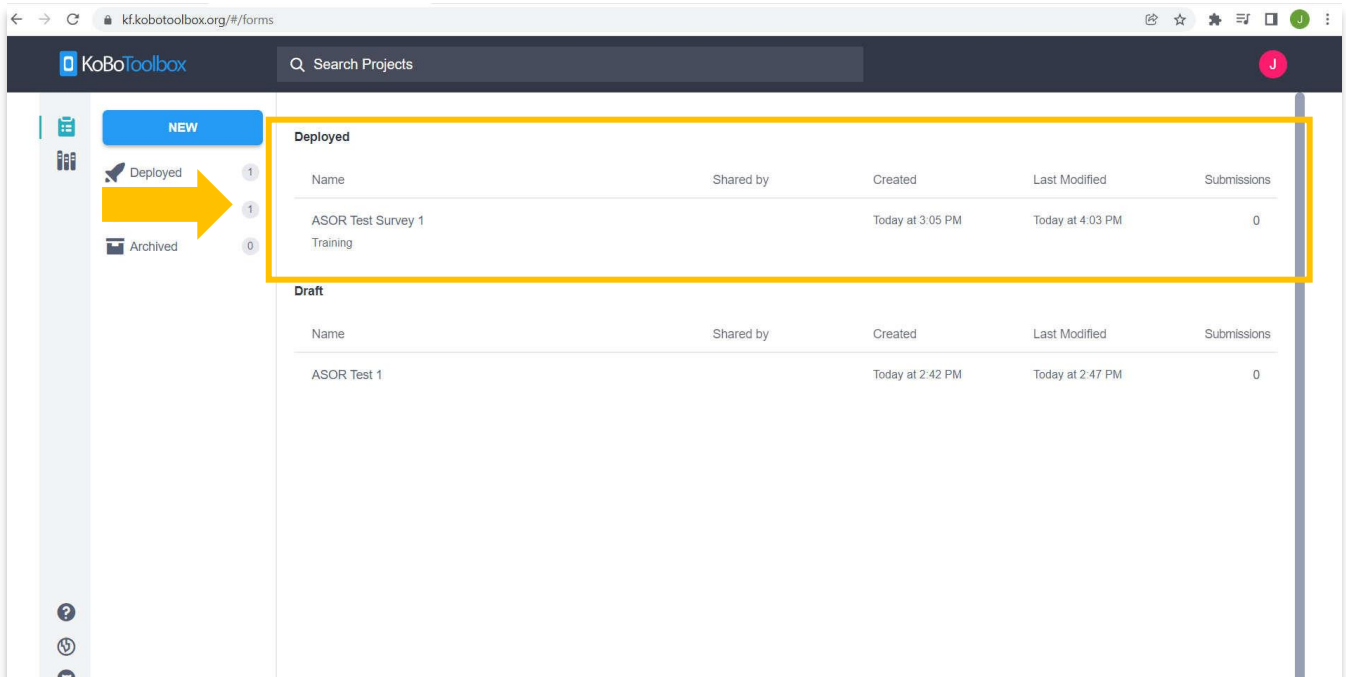 kf.kobotoolbox.org/#/forms
J
KoBoToolbox
Search Projects
J
NEW
Deployed 1
1
Archived 0
Deployed
Name Shared by Created Last Modified Submissions
ASOR Test Survey 1 Today at 3:05 PM Today at 4:03 PM 0
Training
Draft
Name Shared by Created Last Modified Submissions
ASOR Test 1 Today at 2:42 PM Today at 2:47 PM 0